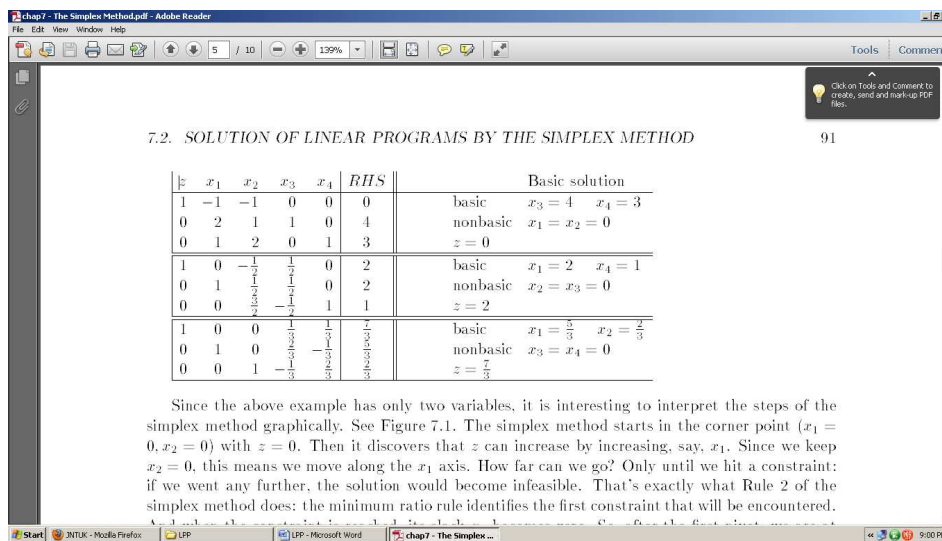 chap7 - The Simplex Method.pdf - Adobe Reader
File Edit View Window Help
5 / 10 139% Tools Commen
Click on Tools and Comment to
create, send and mark-up PDF
files.
7.2. SOLUTION OF LINEAR PROGRAMS BY THE SIMPLEX METHOD 91
z x₁ x₂ x₃ x₄ RHS Basic solution
1 −1 −1 0 0 0 basic x₃ = 4 x₄ = 3
0 2 1 1 0 4 nonbasic x₁ = x₂ = 0
0 1 2 0 1 3 z = 0
1 0 −1/2 1/2 0 2 basic x₁ = 2 x₄ = 1
0 1 1/2 1/2 0 2 nonbasic x₂ = x₃ = 0
0 0 3/2 −1/2 1 1 z = 2
1 0 0 1/3 1/3 7/3 basic x₁ = 5/3 x₂ = 2/3
0 1 0 2/3 −1/3 5/3 nonbasic x₃ = x₄ = 0
0 0 1 −1/3 2/3 2/3 z = 7/3
Since the above example has only two variables, it is interesting to interpret the steps of the
simplex method graphically. See Figure 7.1. The simplex method starts in the corner point (x₁ =
0, x₂ = 0) with z = 0. Then it discovers that z can increase by increasing, say, x₁. Since we keep
x₂ = 0, this means we move along the x₁ axis. How far can we go? Only until we hit a constraint:
if we went any further, the solution would become infeasible. That's exactly what Rule 2 of the
simplex method does: the minimum ratio rule identifies the first constraint that will be encountered.
Start JNTUK - Mozilla Firefox LPP LPP - Microsoft Word chap7 - The Simplex ... 9:00 P